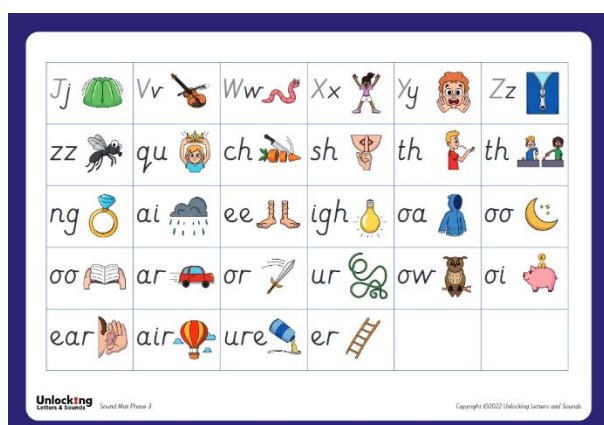 Jj Vv Ww Xx Yy Zz
zz qu ch sh th th
ng ai ee igh oa oo
oo ar or ur ow oi
ear air ure er
Unlocking
Letters & Sounds
Sound Mat Phase 3
Copyright ©2022 Unlocking Letters and Sounds